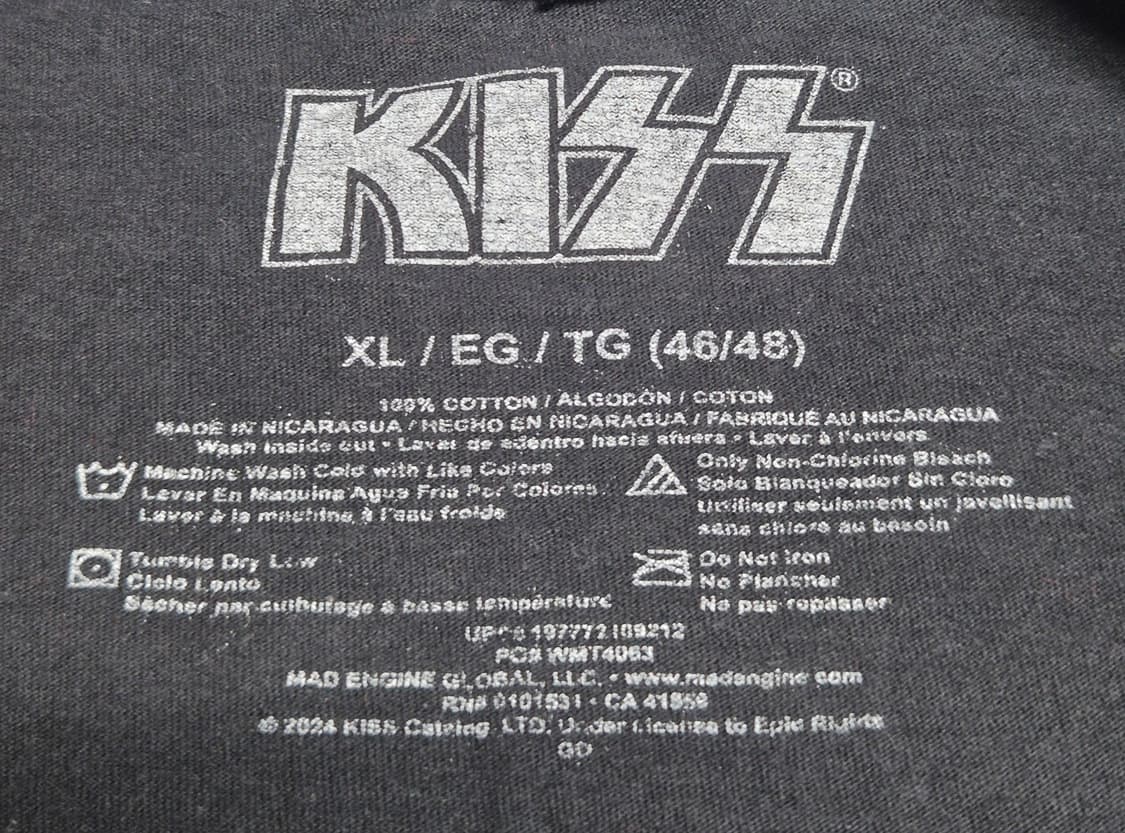 KISS®
XL / EG / TG (46/48)
100% COTTON / ALGODÓN / COTON
MADE IN NICARAGUA / HECHO EN NICARAGUA / FABRIQUÉ AU NICARAGUA
Wash inside out • Lavar de adentro hacia afuera • Laver à l'envers
Machine Wash Cold with Like Colors
Lavar En Maquina Agua Fria Por Colores
Laver à la machine, à l'eau froide
Only Non-Chlorine Bleach
Solo Blanqueador Sin Cloro
Utiliser seulement un javellisant
sans chlore au besoin
Tumble Dry Low
Ciclo Lento
Sécher par culbutage à basse température
Do Not Iron
No Planchar
Ne pas repasser
UPC# 197772169212
PO# WMT4063
MAD ENGINE GLOBAL, LLC. • www.madengine.com
RN# 0101531 • CA 41856
© 2024 KISS Catalog, LTD. Under License to Epic Rights